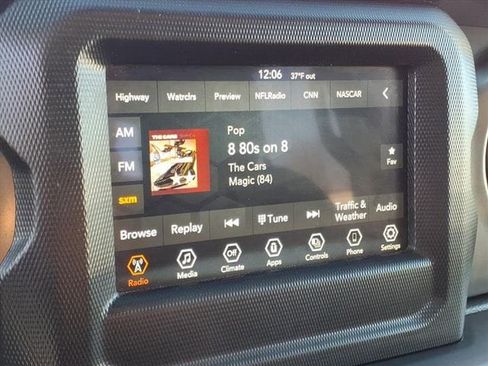 12:06 37°F out
Highway Watrclrs Preview NFLRadio CNN NASCAR
AM
FM
sxm
THE CARS
Pop
8 80s on 8
The Cars
Magic (84)
Fav
Browse Replay Tune Traffic & Weather Audio
Radio Media Off Climate Apps Controls Phone Settings